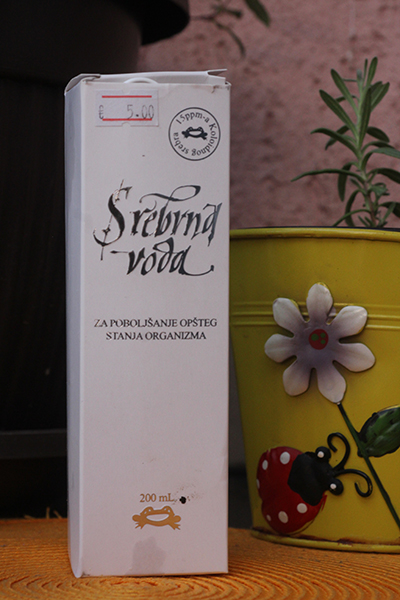 € 5.00
15ppm-a Koloidnog srebra
Srebrna
voda
ZA POBOLJŠANJE OPŠTEG
STANJA ORGANIZMA
200 mL.